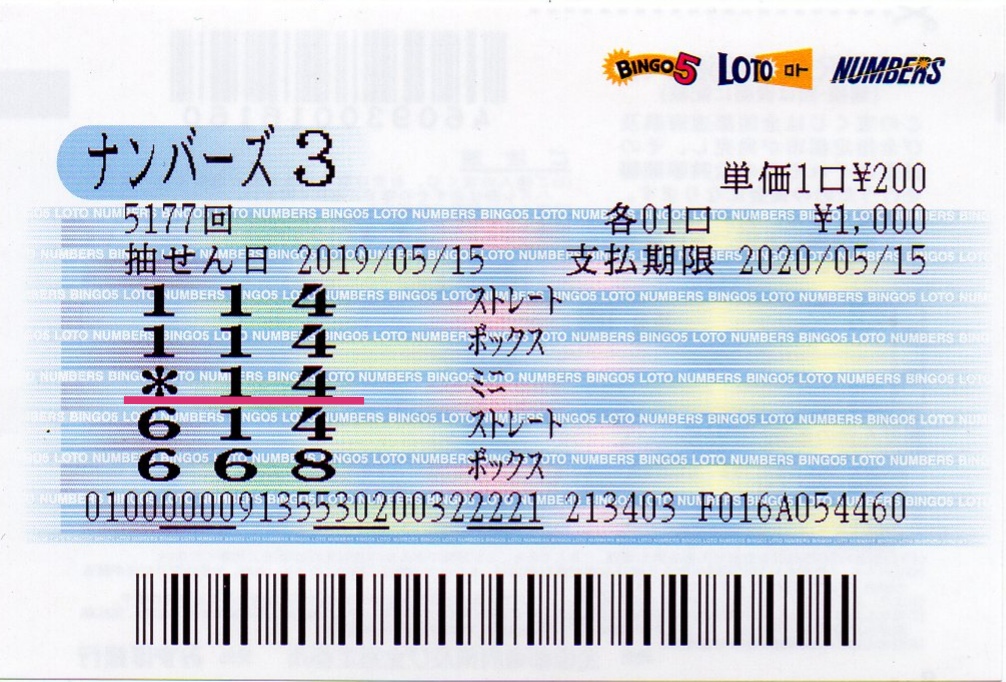 BINGO5 LOTO ロト NUMBERS
ナンバーズ 3
単価1口¥200
5177回 各01口 ¥1,000
抽せん日 2019/05/15 支払期限 2020/05/15
1 1 4 ストレート
1 1 4 ボックス
* 1 4 ミニ
6 1 4 ストレート
6 6 8 ボックス
010000009135530200322221 213403 F016A054460